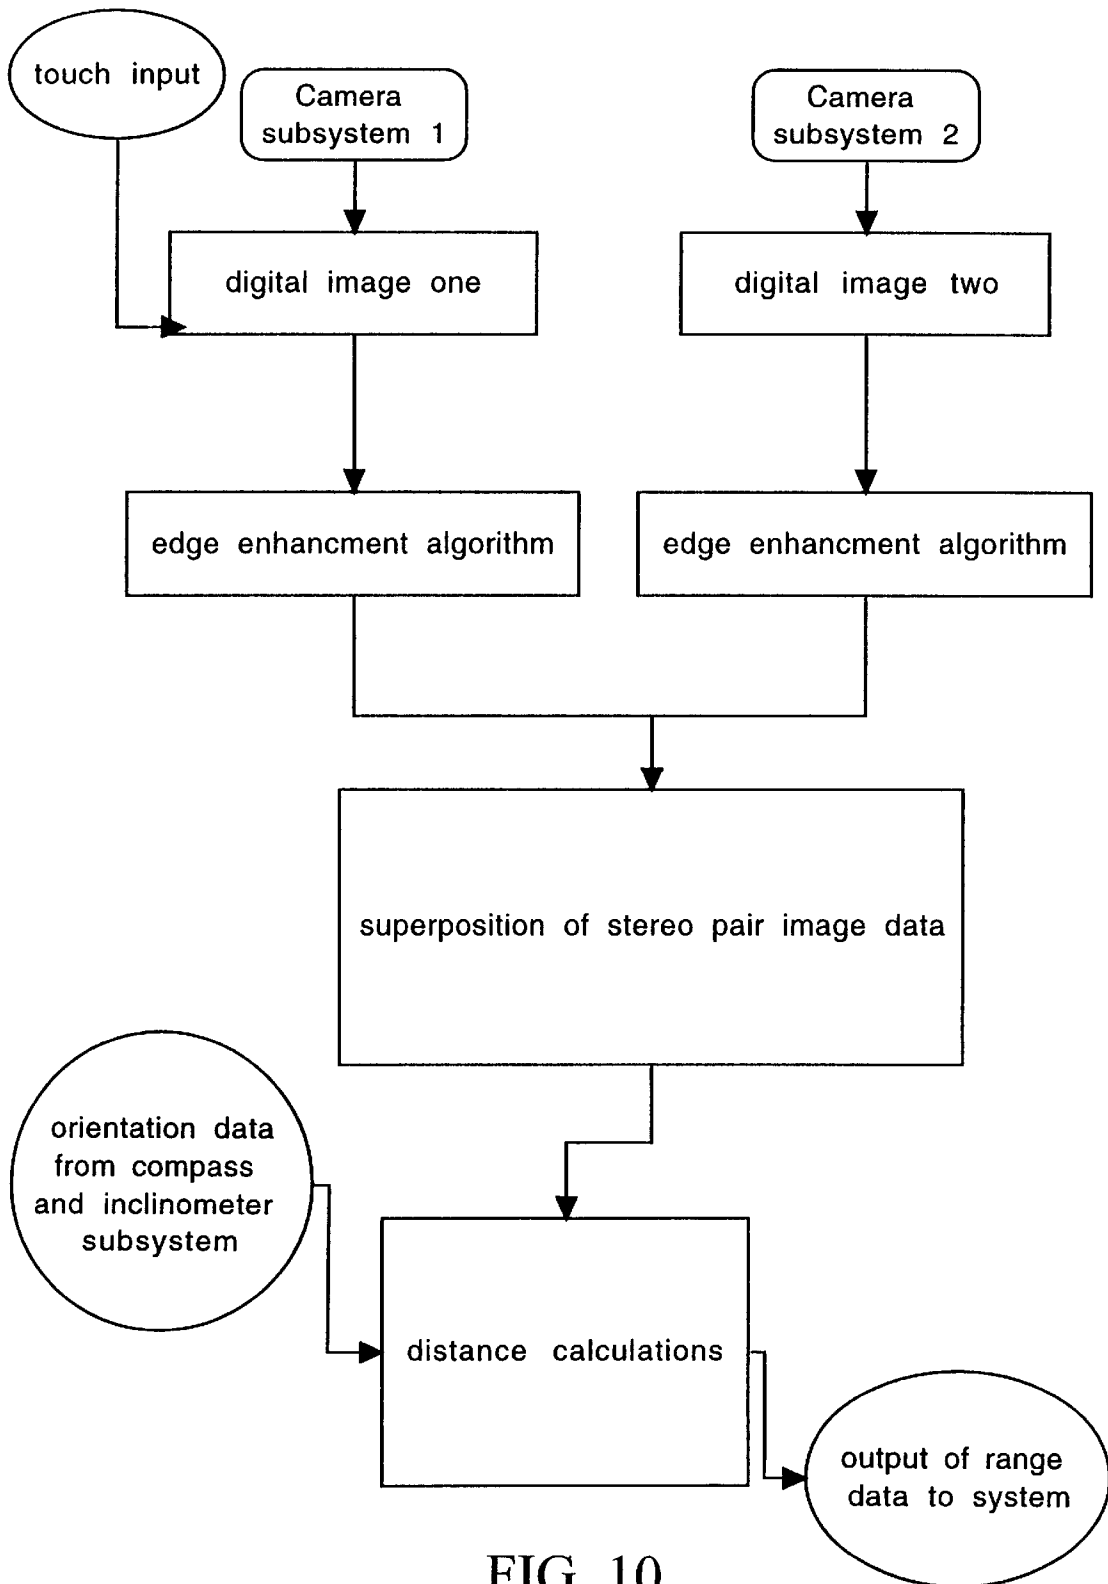 touch input
Camera
subsystem 1
Camera
subsystem 2
digital image one
digital image two
edge enhancment algorithm
edge enhancment algorithm
superposition of stereo pair image data
orientation data
from compass
and inclinometer
subsystem
distance calculations
output of range
data to system
FIG. 10